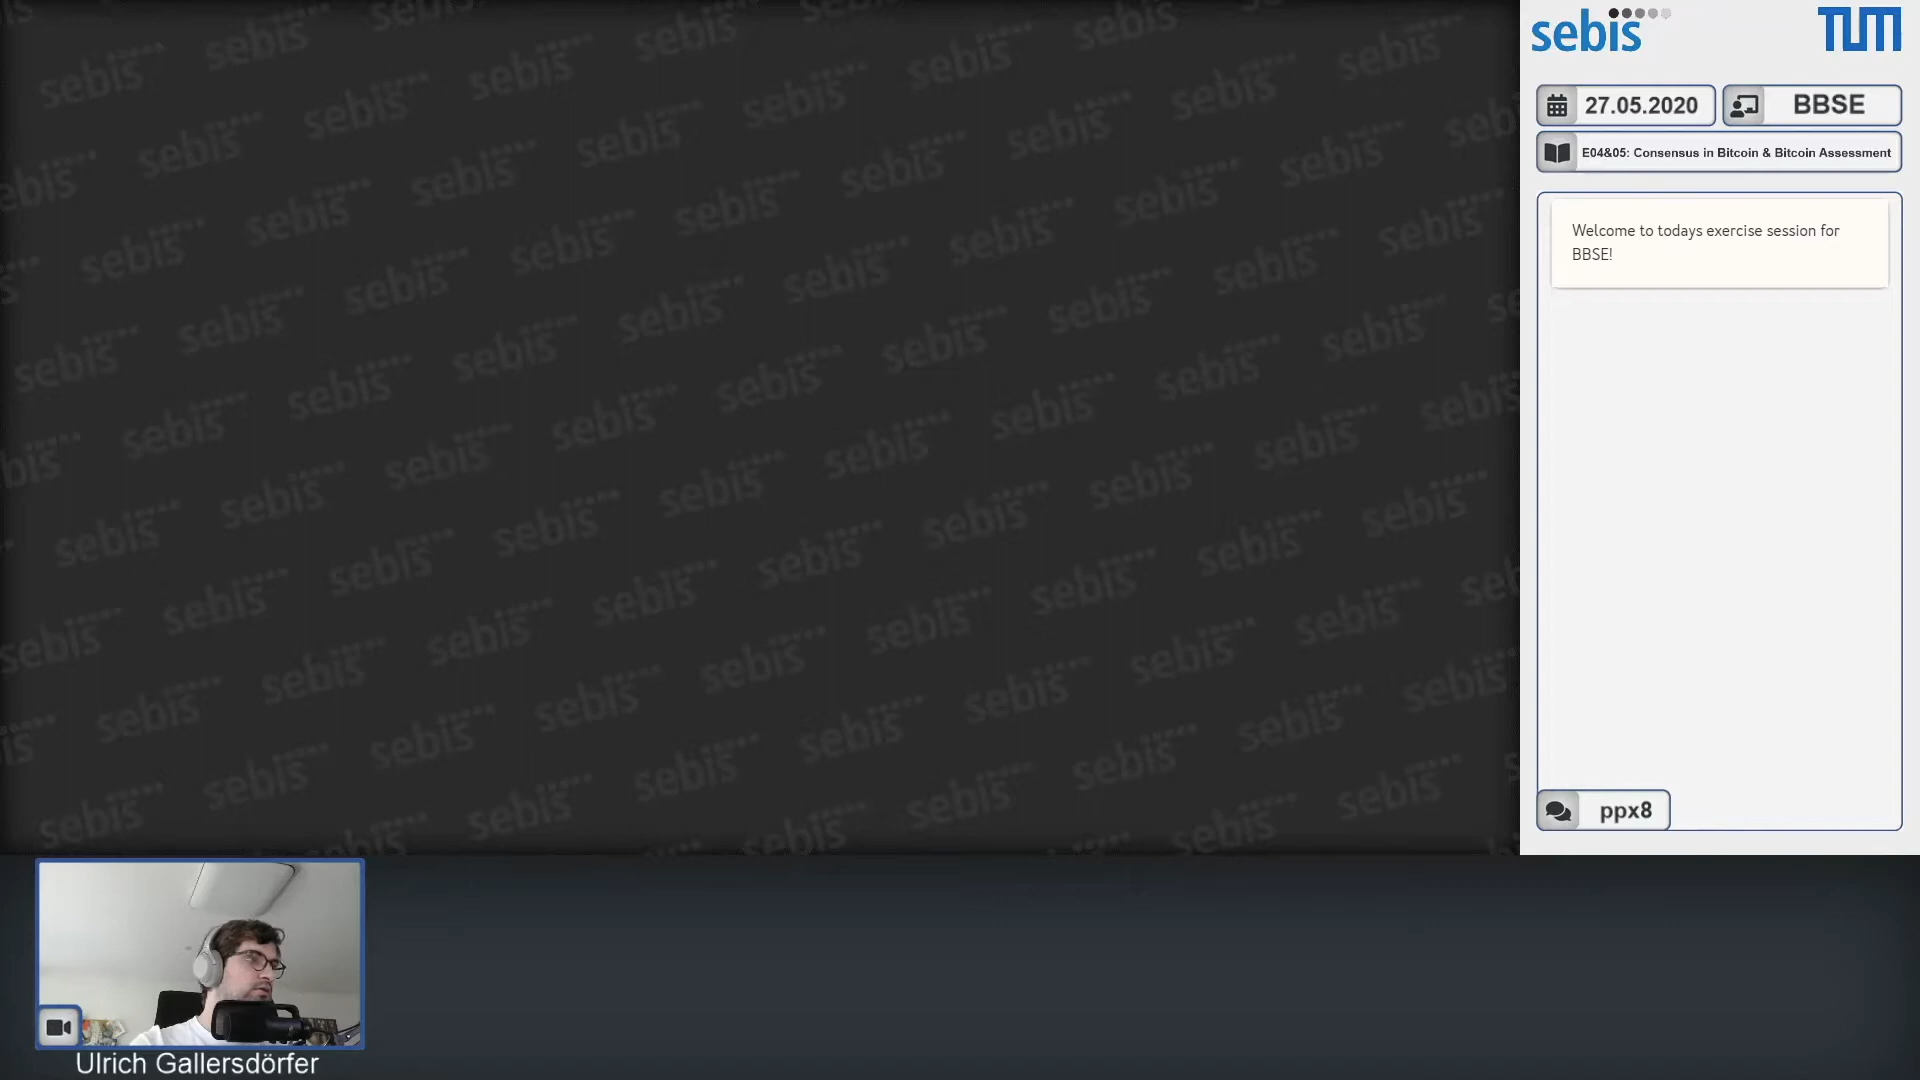 sebis
TUM
27.05.2020
BBSE
E04&05: Consensus in Bitcoin & Bitcoin Assessment
Welcome to todays exercise session for
BBSE!
ppx8
Ulrich Gallersdörfer